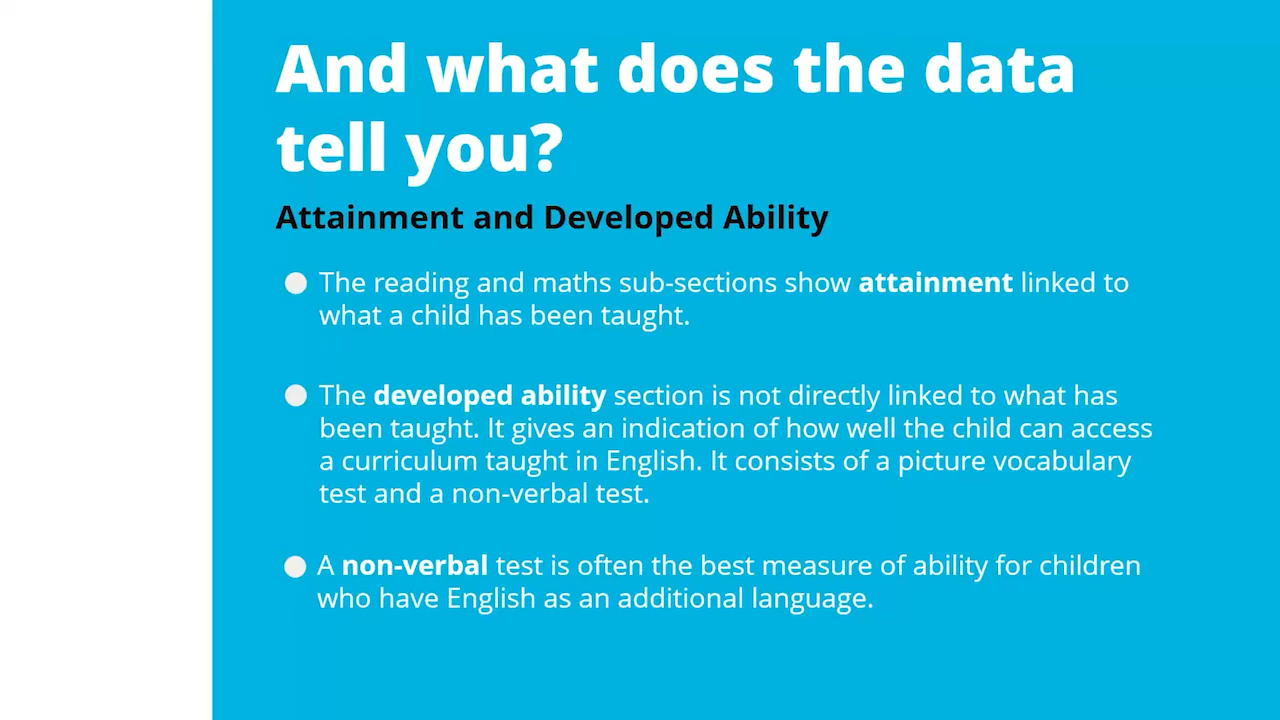 And what does the data
tell you?
Attainment and Developed Ability
The reading and maths sub-sections show attainment linked to
what a child has been taught.
The developed ability section is not directly linked to what has
been taught. It gives an indication of how well the child can access
a curriculum taught in English. It consists of a picture vocabulary
test and a non-verbal test.
A non-verbal test is often the best measure of ability for children
who have English as an additional language.